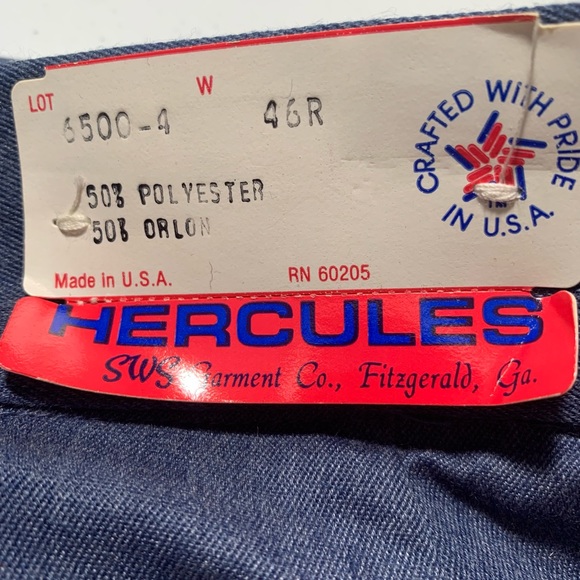 LOT W
6500-4 46R
50% POLYESTER
50% ORLON
Made in U.S.A. RN 60205
CRAFTED WITH PRIDE
IN U.S.A.
TM
HERCULES
SWS Garment Co., Fitzgerald, Ga.